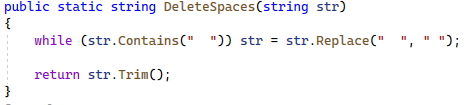 public static string DeleteSpaces(string str)
{
    while (str.Contains("  ")) str = str.Replace("  ", " ");
    return str.Trim();
}